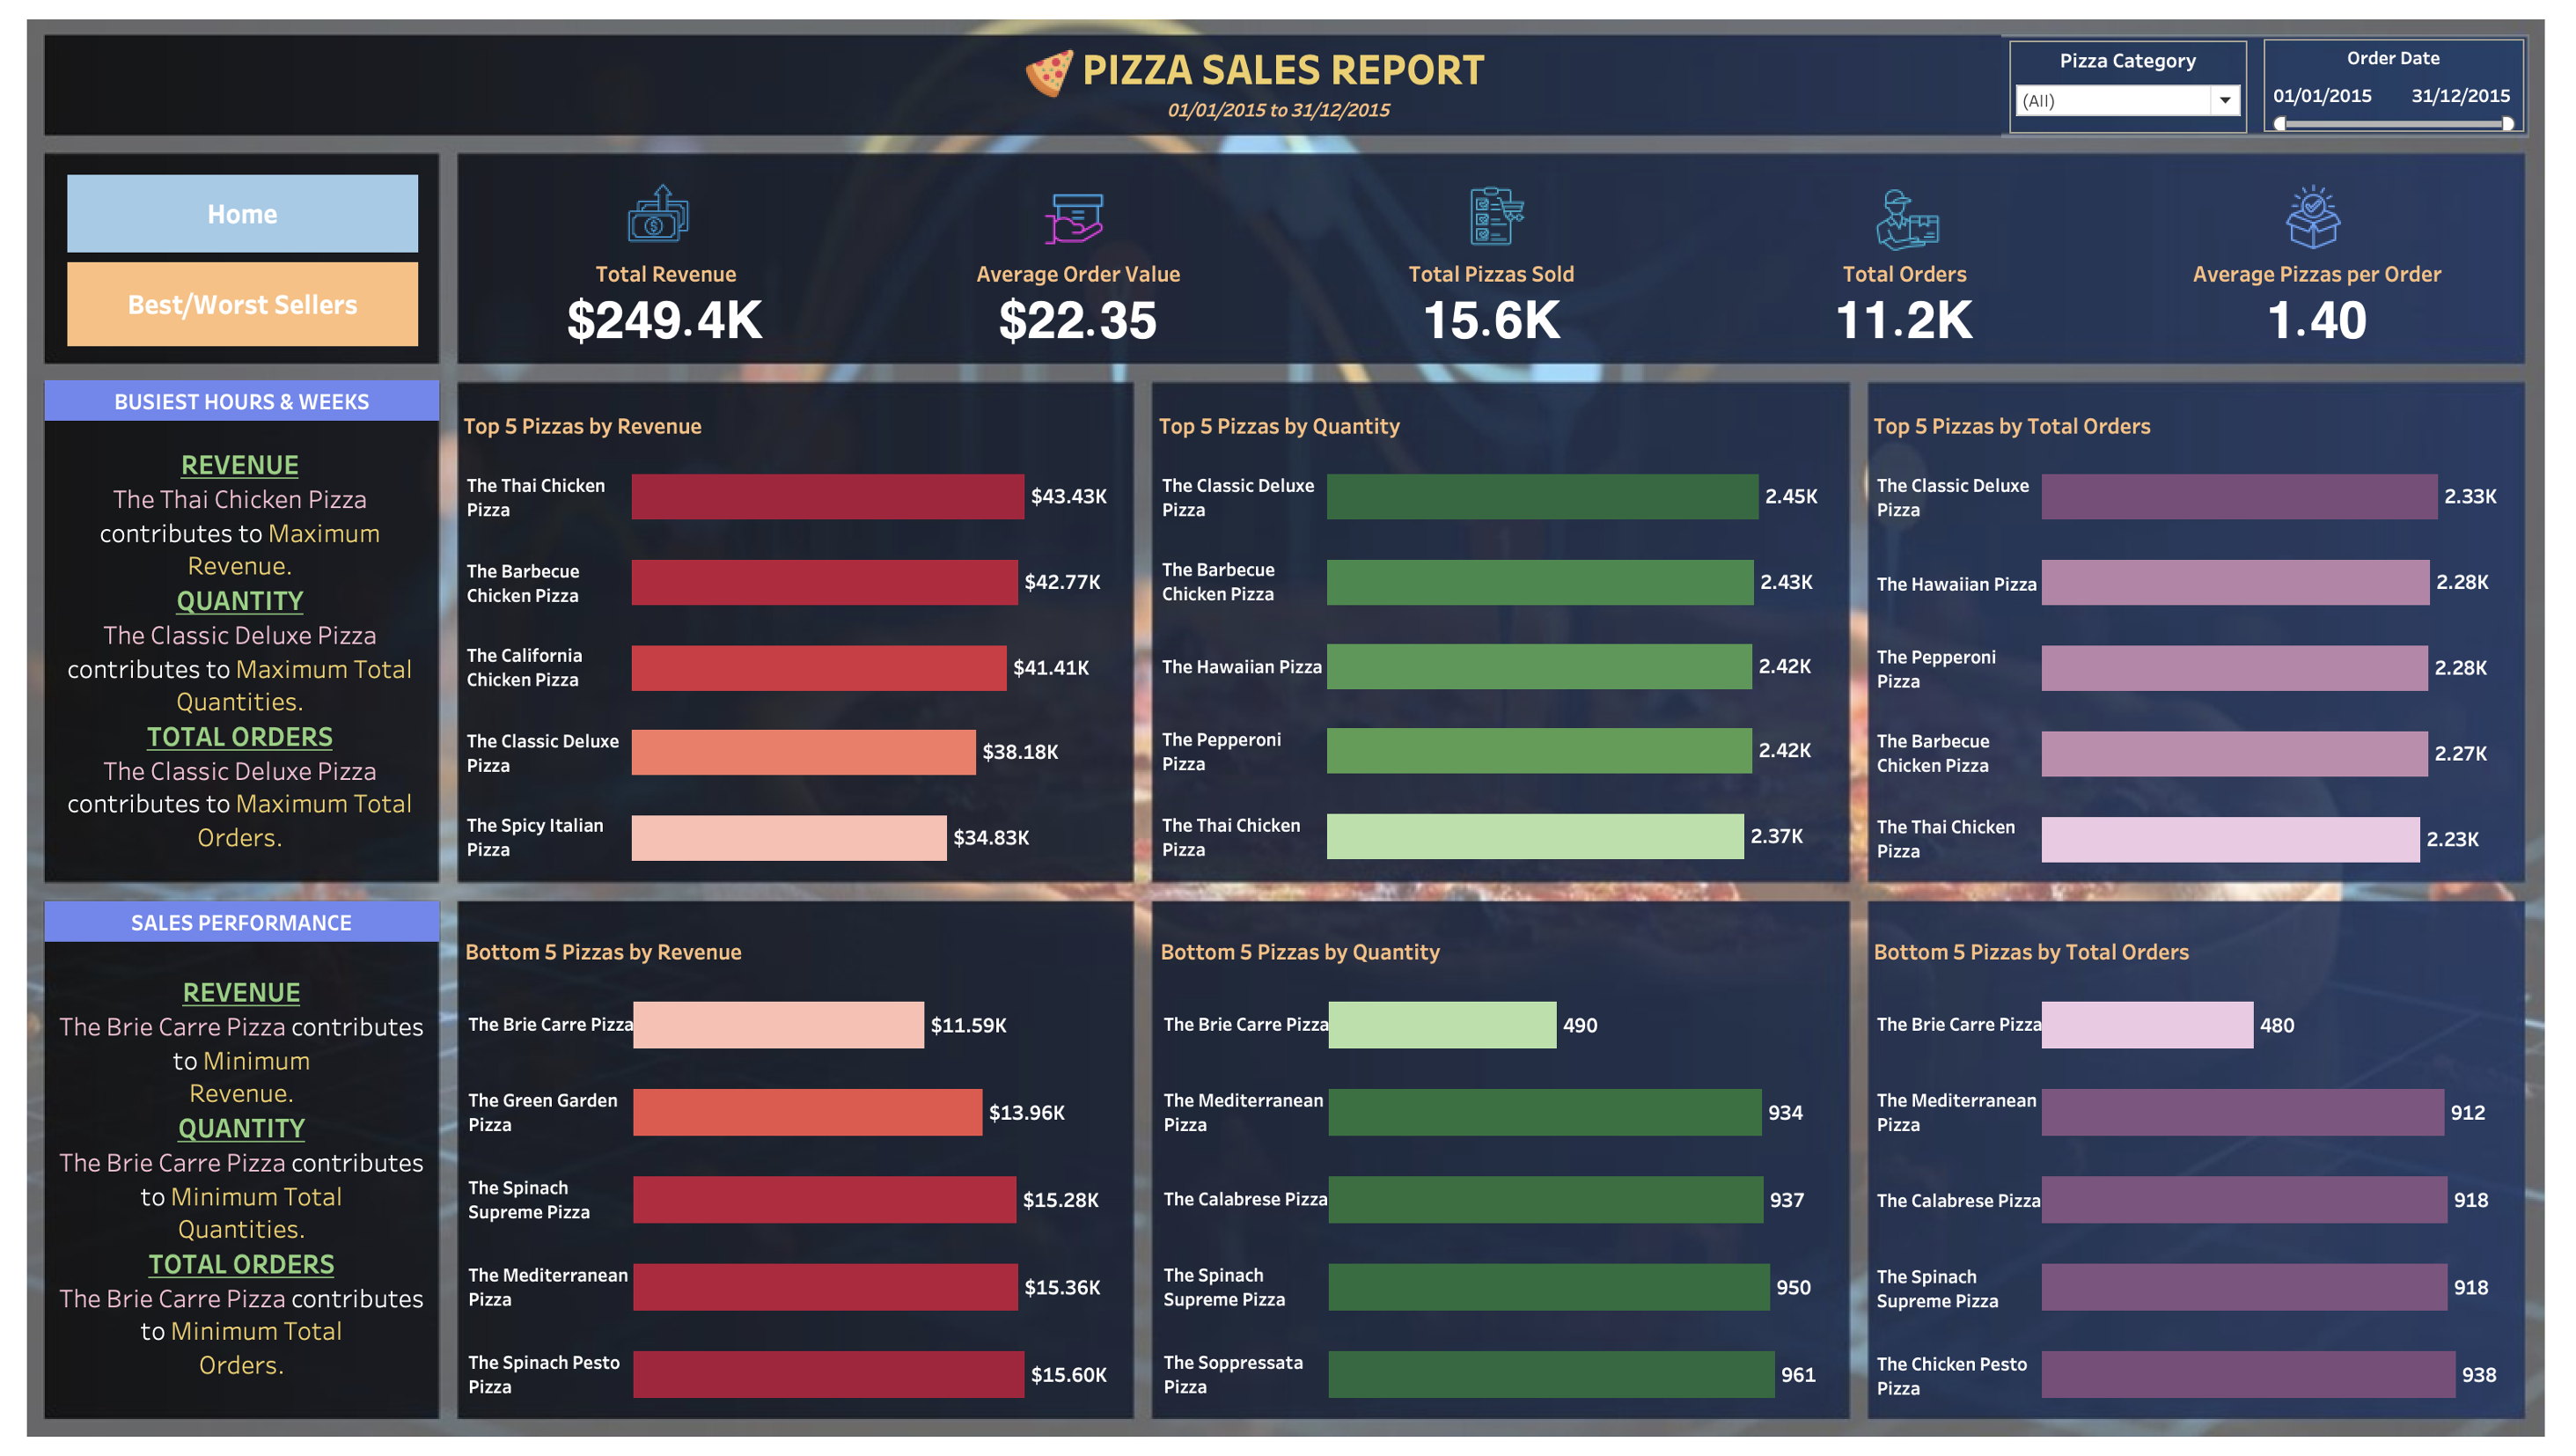 PIZZA SALES REPORT
01/01/2015 to 31/12/2015
Pizza Category
(All)
Order Date
01/01/2015 31/12/2015
Home
Best/Worst Sellers
Total Revenue
$249.4K
Average Order Value
$22.35
Total Pizzas Sold
15.6K
Total Orders
11.2K
Average Pizzas per Order
1.40
BUSIEST HOURS & WEEKS
REVENUE
The Thai Chicken Pizza
contributes to Maximum
Revenue.
QUANTITY
The Classic Deluxe Pizza
contributes to Maximum Total
Quantities.
TOTAL ORDERS
The Classic Deluxe Pizza
contributes to Maximum Total
Orders.
Top 5 Pizzas by Revenue
The Thai Chicken
Pizza
$43.43K
The Barbecue
Chicken Pizza
$42.77K
The California
Chicken Pizza
$41.41K
The Classic Deluxe
Pizza
$38.18K
The Spicy Italian
Pizza
$34.83K
Top 5 Pizzas by Quantity
The Classic Deluxe
Pizza
2.45K
The Barbecue
Chicken Pizza
2.43K
The Hawaiian Pizza
2.42K
The Pepperoni
Pizza
2.42K
The Thai Chicken
Pizza
2.37K
Top 5 Pizzas by Total Orders
The Classic Deluxe
Pizza
2.33K
The Hawaiian Pizza
2.28K
The Pepperoni
Pizza
2.28K
The Barbecue
Chicken Pizza
2.27K
The Thai Chicken
Pizza
2.23K
SALES PERFORMANCE
REVENUE
The Brie Carre Pizza contributes
to Minimum
Revenue.
QUANTITY
The Brie Carre Pizza contributes
to Minimum Total
Quantities.
TOTAL ORDERS
The Brie Carre Pizza contributes
to Minimum Total
Orders.
Bottom 5 Pizzas by Revenue
The Brie Carre Pizza
$11.59K
The Green Garden
Pizza
$13.96K
The Spinach
Supreme Pizza
$15.28K
The Mediterranean
Pizza
$15.36K
The Spinach Pesto
Pizza
$15.60K
Bottom 5 Pizzas by Quantity
The Brie Carre Pizza
490
The Mediterranean
Pizza
934
The Calabrese Pizza
937
The Spinach
Supreme Pizza
950
The Soppressata
Pizza
961
Bottom 5 Pizzas by Total Orders
The Brie Carre Pizza
480
The Mediterranean
Pizza
912
The Calabrese Pizza
918
The Spinach
Supreme Pizza
918
The Chicken Pesto
Pizza
938